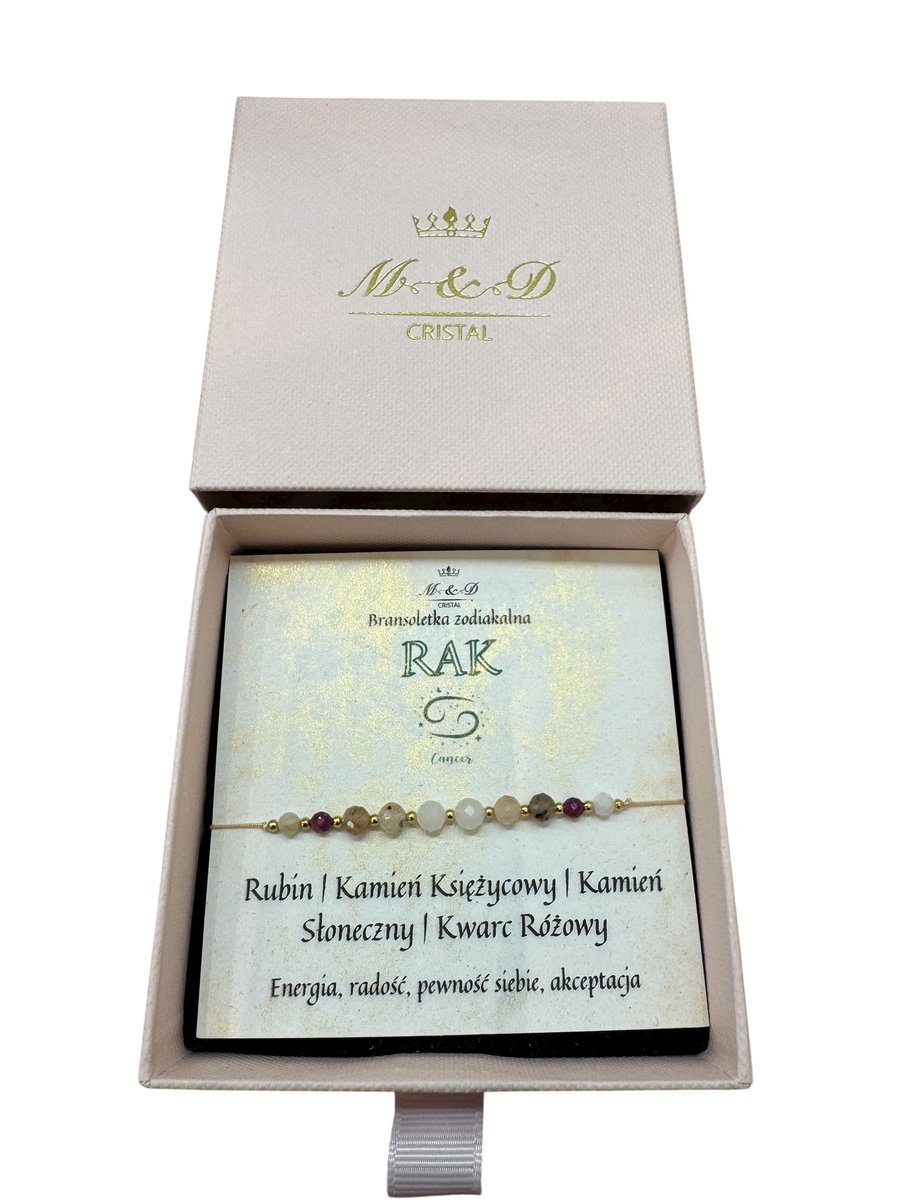 M&D
CRISTAL
M&D
CRISTAL
Bransoletka zodiakalna
RAK
Cancer
Rubin | Kamień Księżycowy | Kamień
Słoneczny | Kwarc Różowy
Energia, radość, pewność siebie, akceptacja